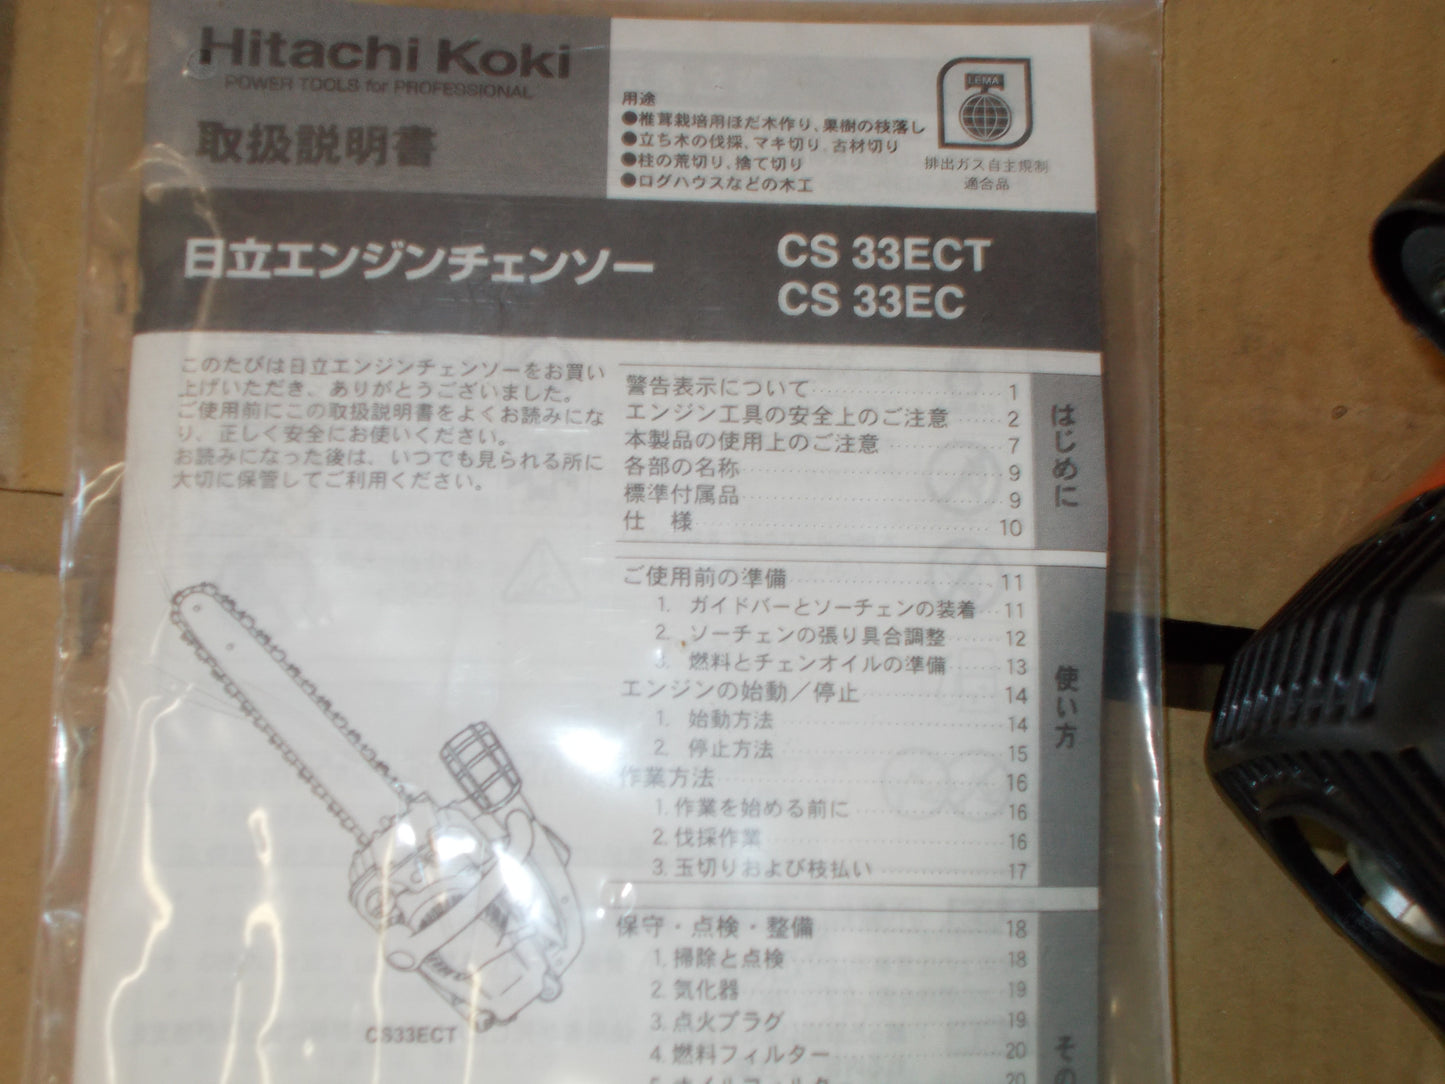 Hitachi Koki
POWER TOOLS for PROFESSIONAL
取扱説明書
用途
●椎茸栽培用ほだ木作り、果樹の枝落し
●立ち木の伐採、マキ切り、古材切り
●柱の荒切り、捨て切り
●ログハウスなどの木工
LEMA
排出ガス自主規制
適合品
日立エンジンチェンソー
CS 33ECT
CS 33EC
このたびは日立エンジンチェンソーをお買い
上げいただき、ありがとうございました。
ご使用前にこの取扱説明書をよくお読みにな
り、正しく安全にお使いください。
お読みになった後は、いつでも見られる所に
大切に保管してご利用ください。
CS33ECT
はじめに
警告表示について 1
エンジン工具の安全上のご注意 2
本製品の使用上のご注意 7
各部の名称 9
標準付属品 9
仕 様 10
使い方
ご使用前の準備 11
1. ガイドバーとソーチェンの装着 11
2. ソーチェンの張り具合調整 12
3. 燃料とチェンオイルの準備 13
エンジンの始動/停止 14
1. 始動方法 14
2. 停止方法 15
作業方法 16
1. 作業を始める前に 16
2. 伐採作業 16
3. 玉切りおよび枝払い 17
その
保守・点検・整備 18
1. 掃除と点検 18
2. 気化器 19
3. 点火プラグ 19
4. 燃料フィルター 20
5. オイルフィルター 20